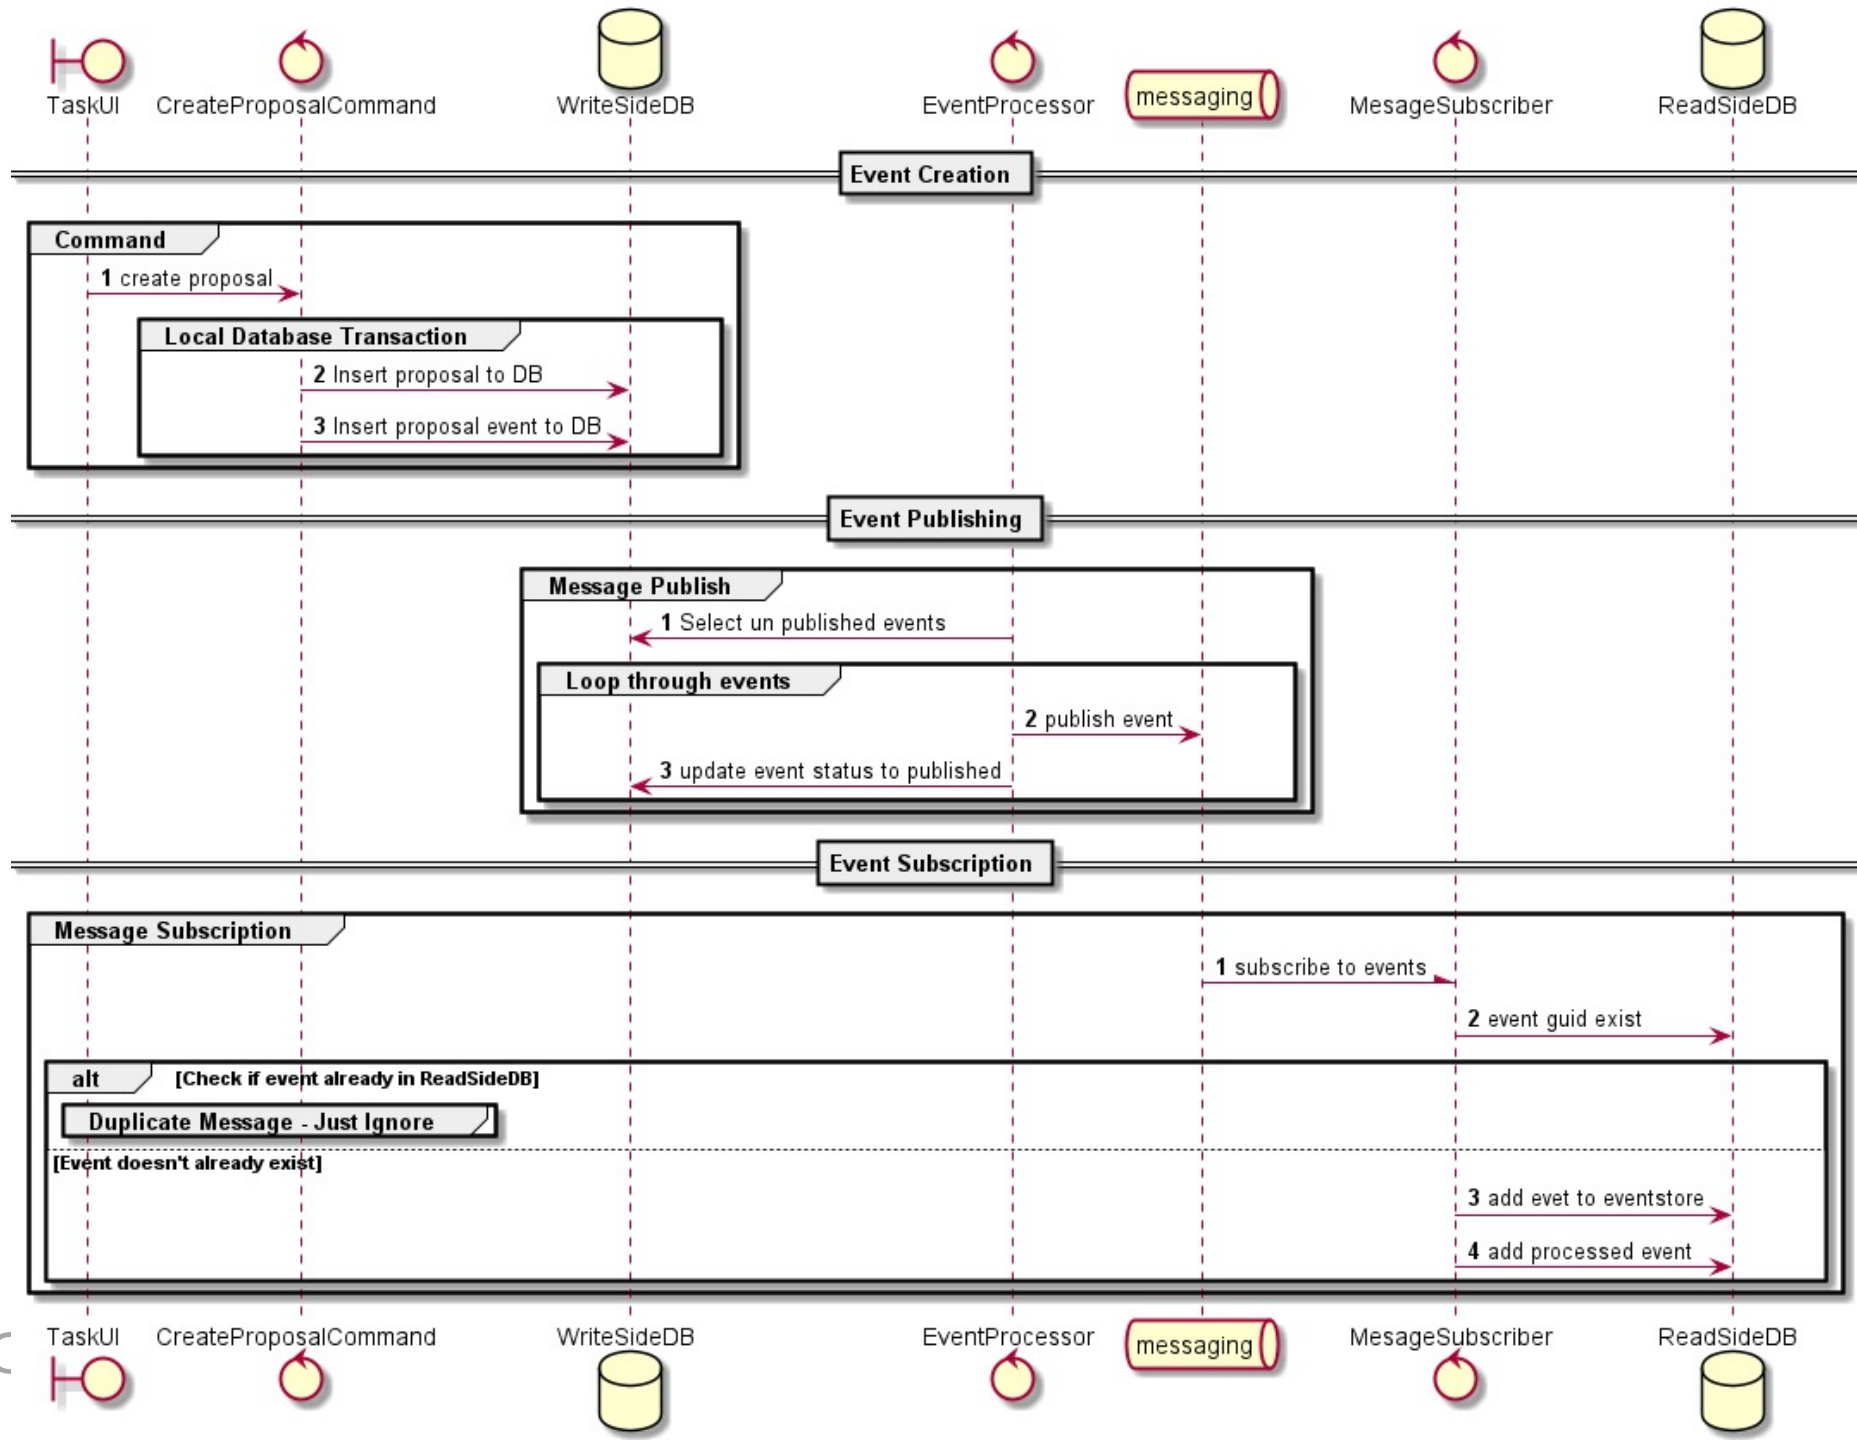 TaskUI CreateProposalCommand WriteSideDB EventProcessor messaging MesageSubscriber ReadSideDB
Event Creation
Command
1 create proposal
Local Database Transaction
2 Insert proposal to DB
3 Insert proposal event to DB
Event Publishing
Message Publish
1 Select un published events
Loop through events
2 publish event
3 update event status to published
Event Subscription
Message Subscription
1 subscribe to events
2 event guid exist
alt [Check if event already in ReadSideDB]
Duplicate Message - Just Ignore
[Event doesn't already exist]
3 add evet to eventstore
4 add processed event
TaskUI CreateProposalCommand WriteSideDB EventProcessor messaging MesageSubscriber ReadSideDB